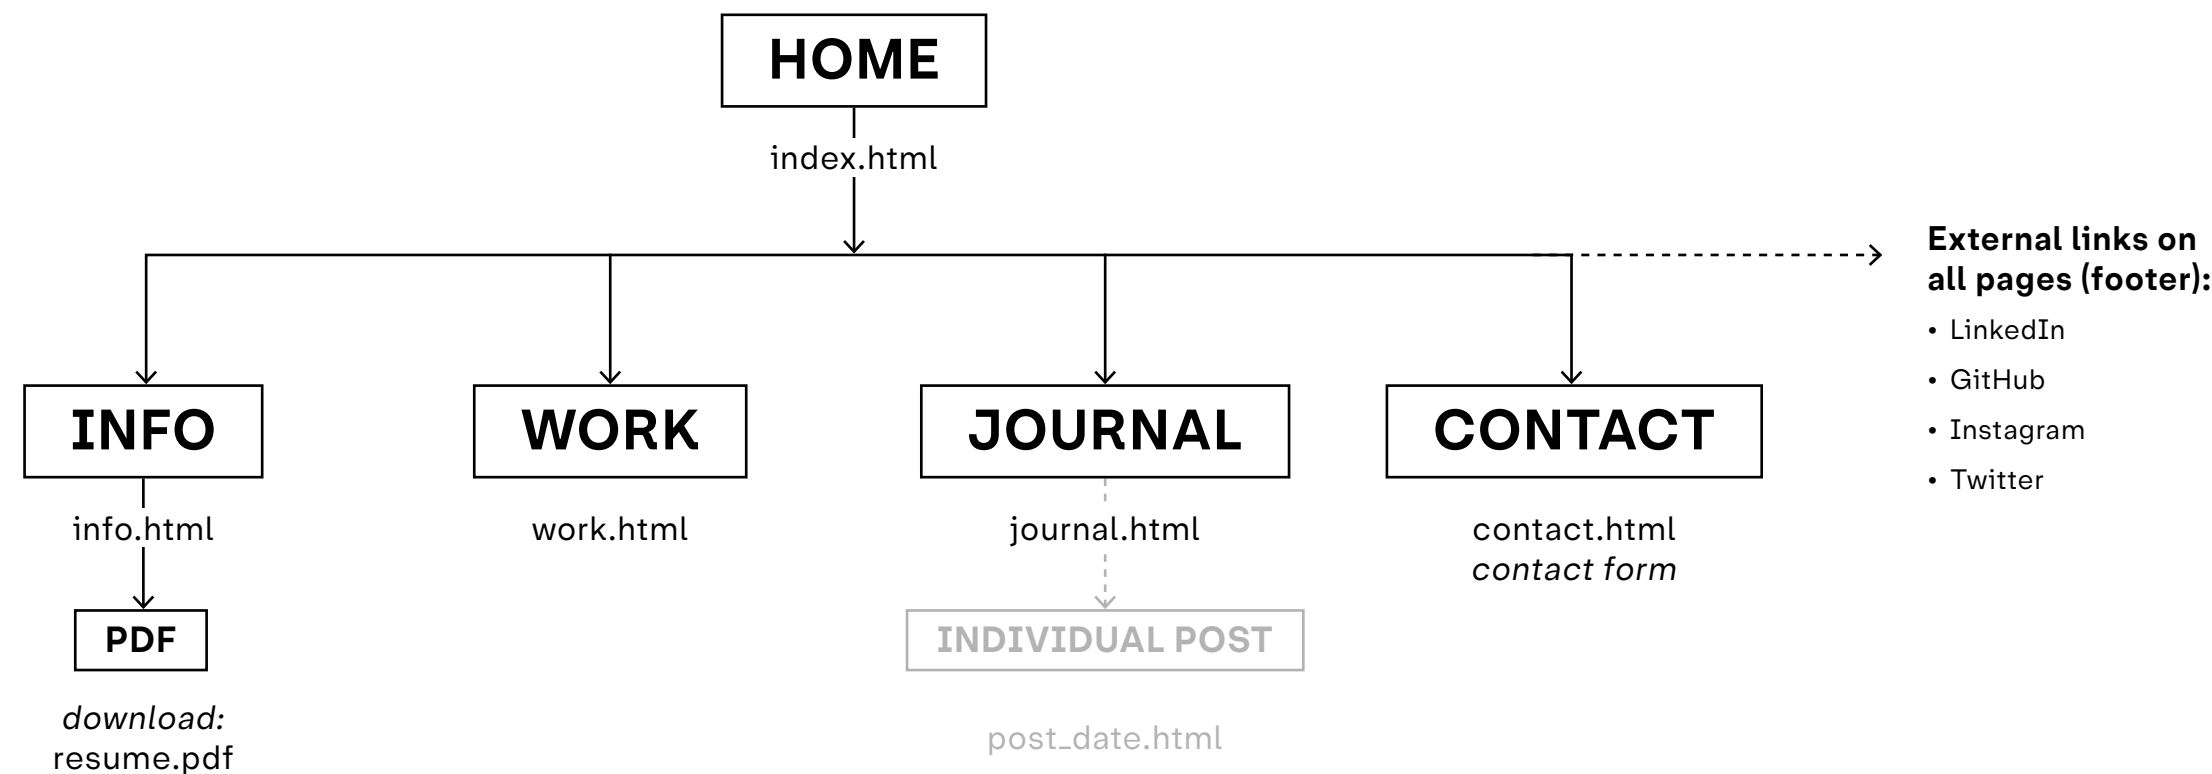 HOME
index.html
External links on
all pages (footer):
• LinkedIn
• GitHub
• Instagram
• Twitter
INFO
WORK
JOURNAL
CONTACT
info.html
work.html
journal.html
contact.html
contact form
PDF
INDIVIDUAL POST
download:
resume.pdf
post_date.html